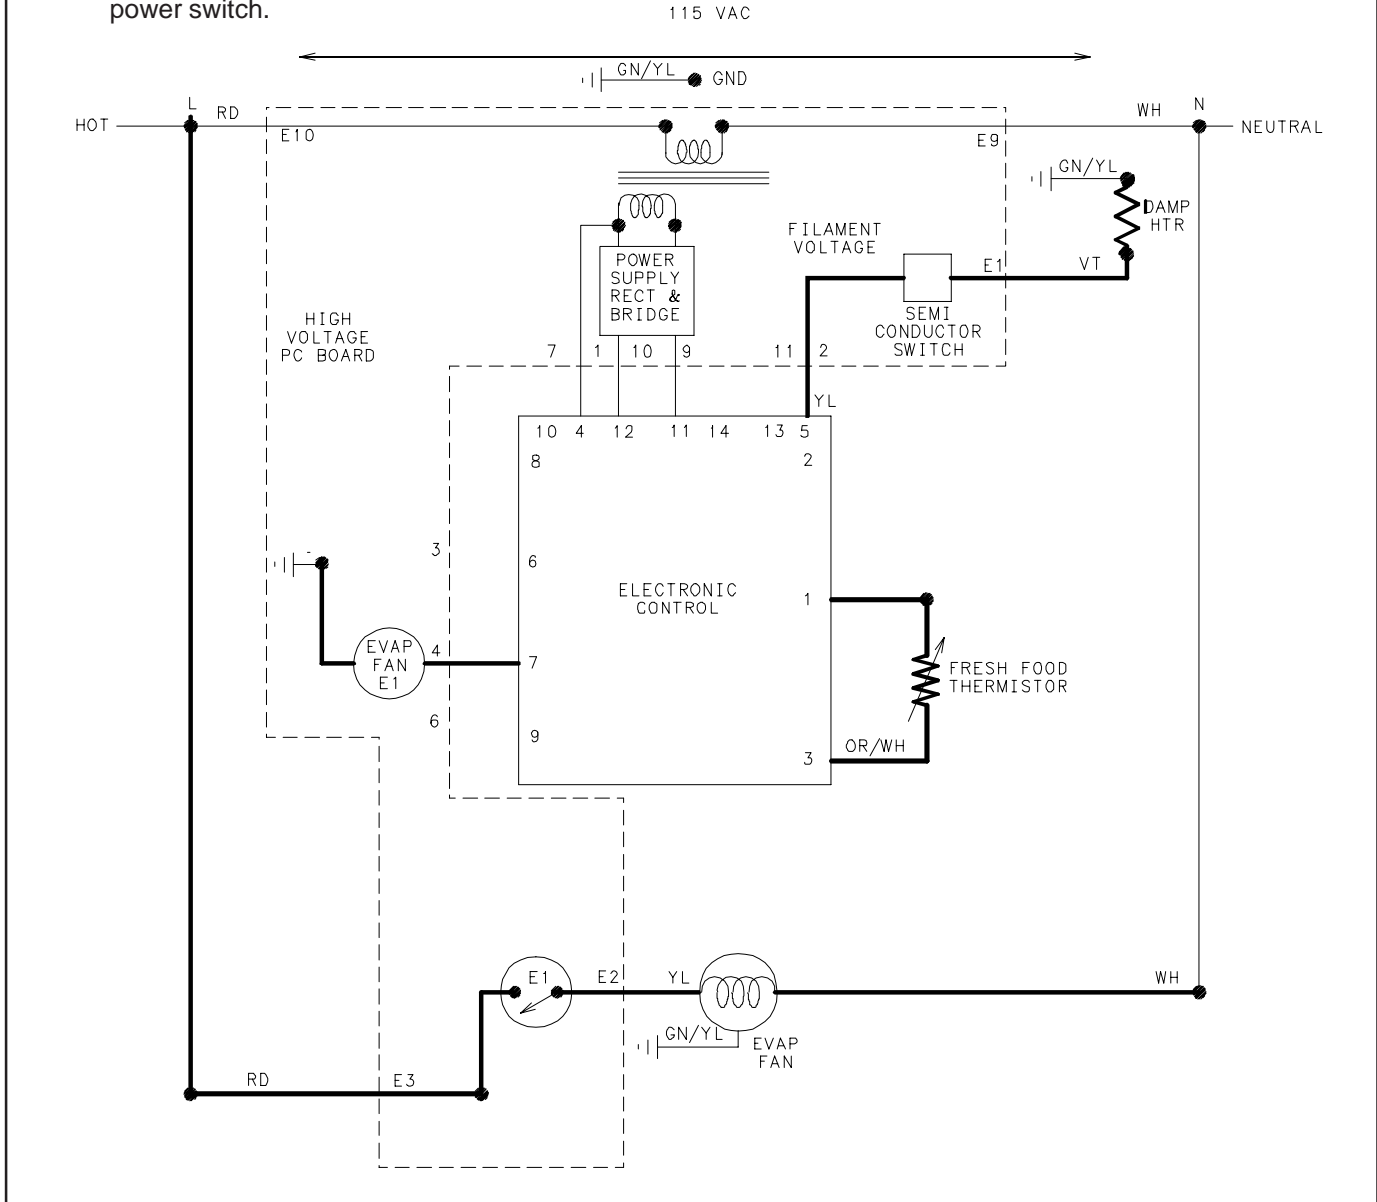 power switch.
115 VAC
GN/YL GND
L RD WH N
HOT E10 E9 NEUTRAL
GN/YL
DAMP
HTR
FILAMENT
VOLTAGE
POWER
SUPPLY
RECT &
BRIDGE
E1 VT
SEMI
CONDUCTOR
SWITCH
HIGH
VOLTAGE
PC BOARD
7 1 10 9 11 2
YL
10 4 12 11 14 13 5
8 2
3
6
ELECTRONIC
CONTROL
1
EVAP
FAN
E1
4 7
FRESH FOOD
THERMISTOR
6
9
OR/WH
3
E1 E2 YL WH
GN/YL
EVAP
FAN
RD E3